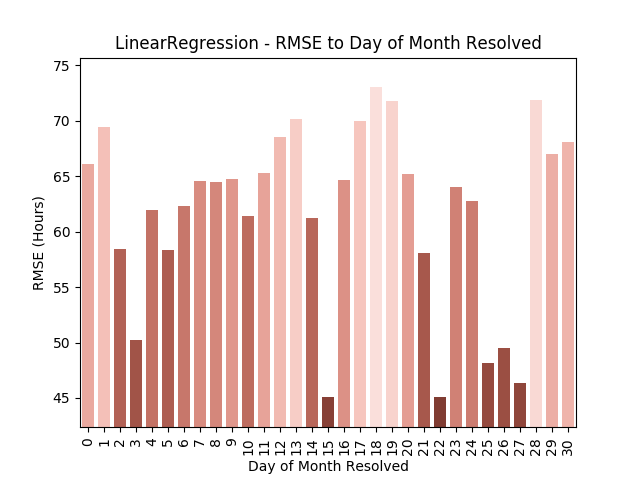 LinearRegression - RMSE to Day of Month Resolved
75
70
65
60
55
50
45
RMSE (Hours)
0 1 2 3 4 5 6 7 8 9 10 11 12 13 14 15 16 17 18 19 20 21 22 23 24 25 26 27 28 29 30
Day of Month Resolved